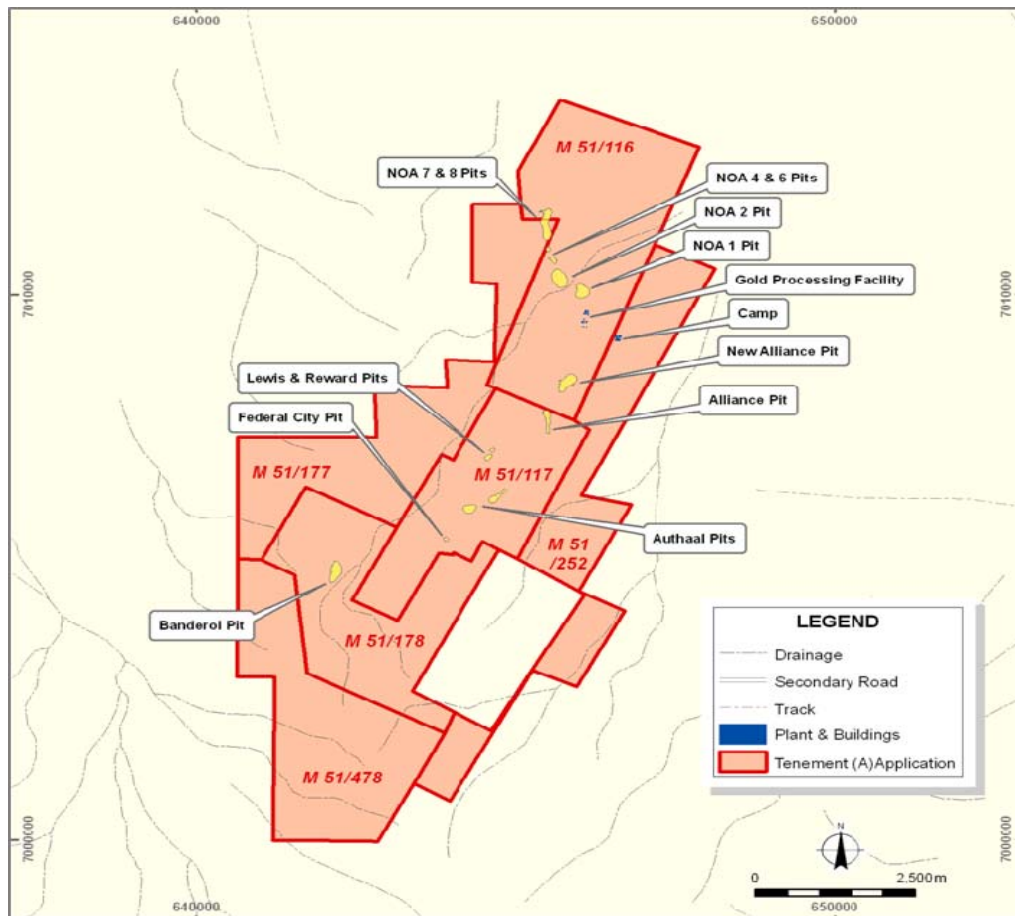 640000
650000
M 51/116
NOA 7 & 8 Pits
NOA 4 & 6 Pits
NOA 2 Pit
NOA 1 Pit
7010000
7010000
Gold Processing Facility
Camp
New Alliance Pit
Lewis & Reward Pits
Alliance Pit
Federal City Pit
M 51/177
M 51/117
Authaal Pits
M 51
/252
Banderol Pit
M 51/178
M 51/478
LEGEND
Drainage
Secondary Road
Track
Plant & Buildings
Tenement (A)Application
7000000
7000000
N
0
2,500m
640000
650000